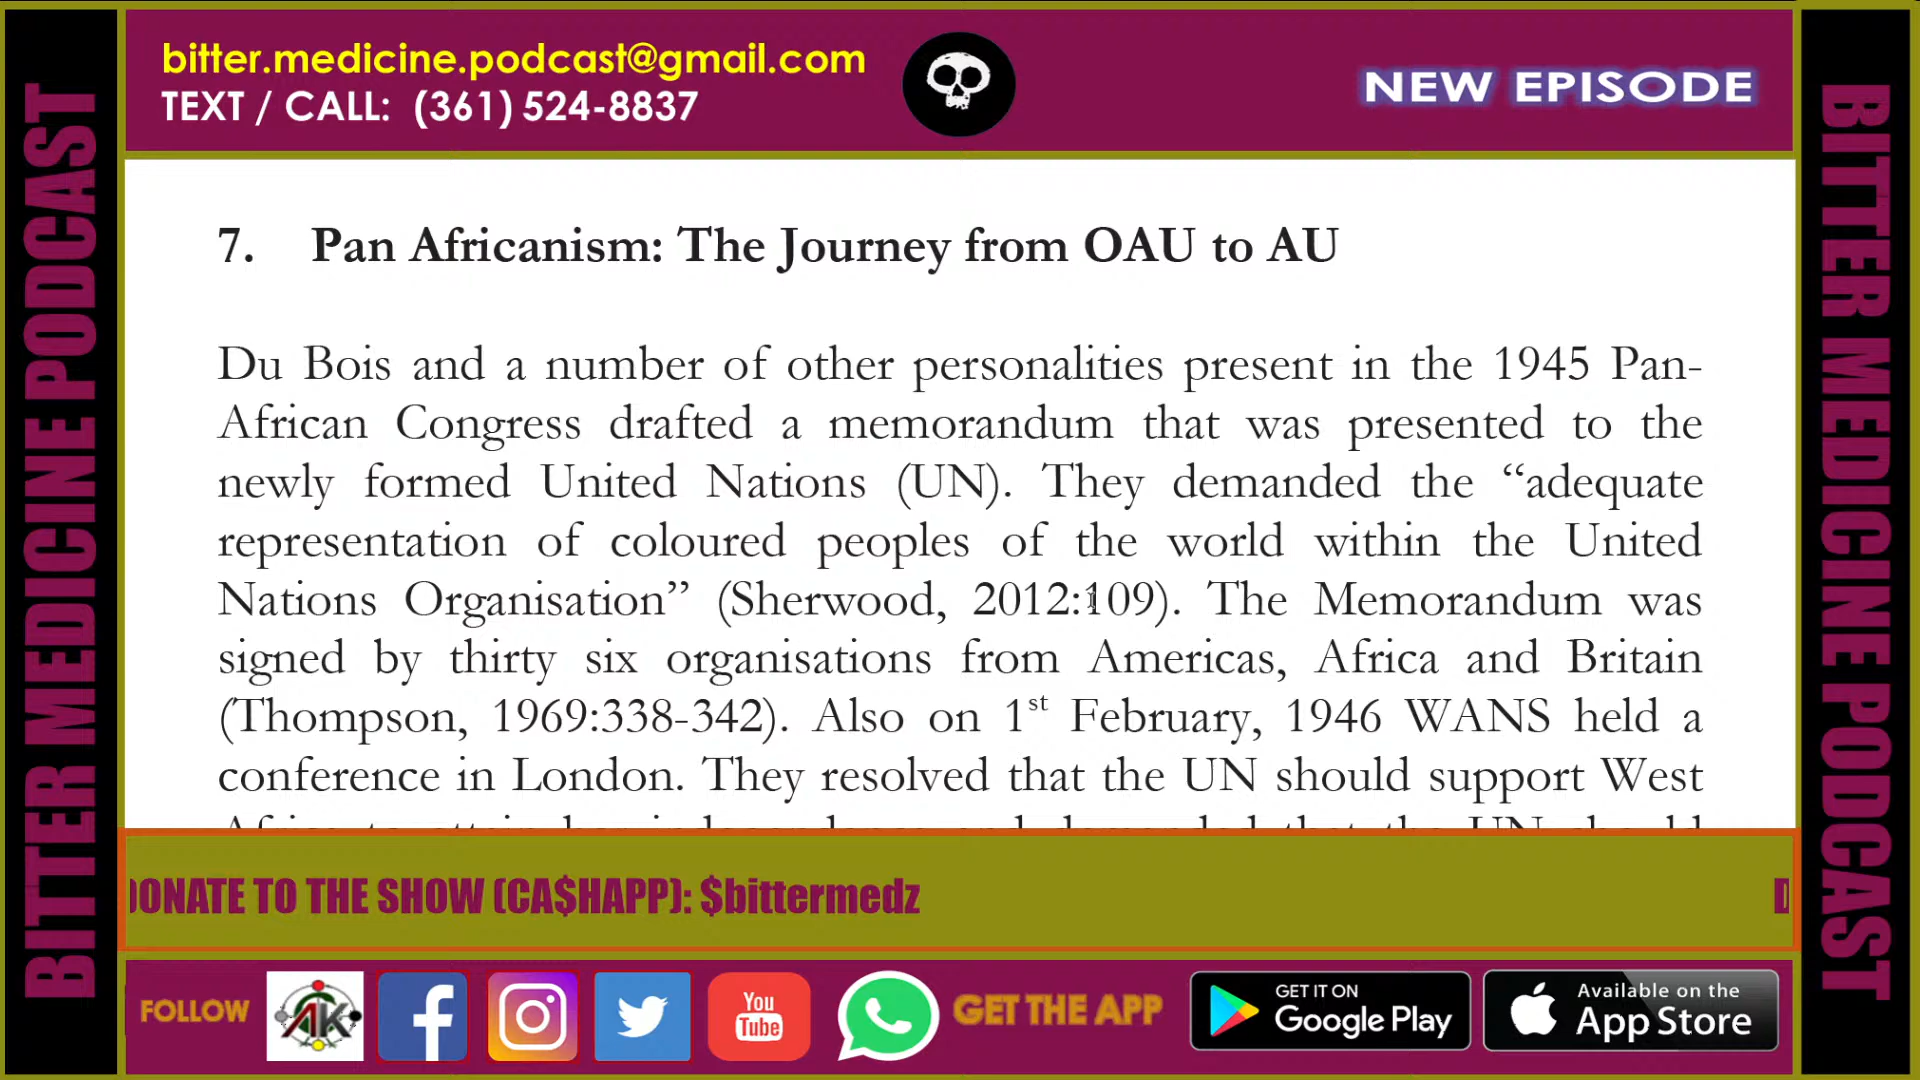 bitter.medicine.podcast@gmail.com
TEXT / CALL: (361) 524-8837
NEW EPISODE
BITTER MEDICINE PODCAST
BITTER MEDICINE PODCAST
7. Pan Africanism: The Journey from OAU to AU
Du Bois and a number of other personalities present in the 1945 Pan-
African Congress drafted a memorandum that was presented to the
newly formed United Nations (UN). They demanded the “adequate
representation of coloured peoples of the world within the United
Nations Organisation” (Sherwood, 2012:109). The Memorandum was
signed by thirty six organisations from Americas, Africa and Britain
(Thompson, 1969:338-342). Also on 1st February, 1946 WANS held a
conference in London. They resolved that the UN should support West
DONATE TO THE SHOW (CA$HAPP): $bittermedz
FOLLOW
AK
You
Tube
GET THE APP
GET IT ON
Google Play
Available on the
App Store